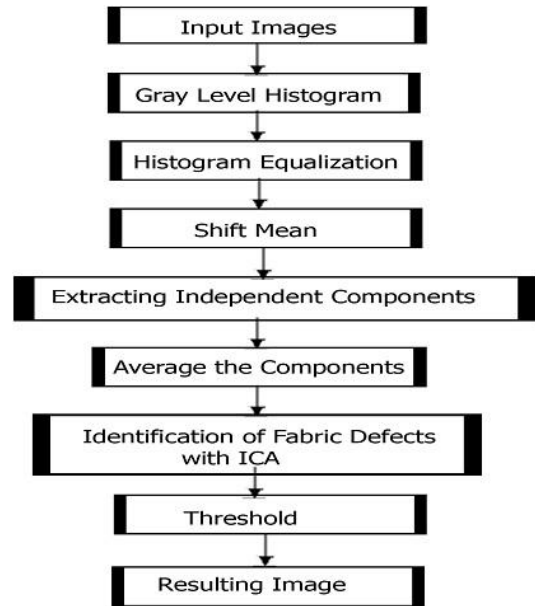 Input Images
Gray Level Histogram
Histogram Equalization
Shift Mean
Extracting Independent Components
Average the Components
Identification of Fabric Defects
with ICA
Threshold
Resulting Image